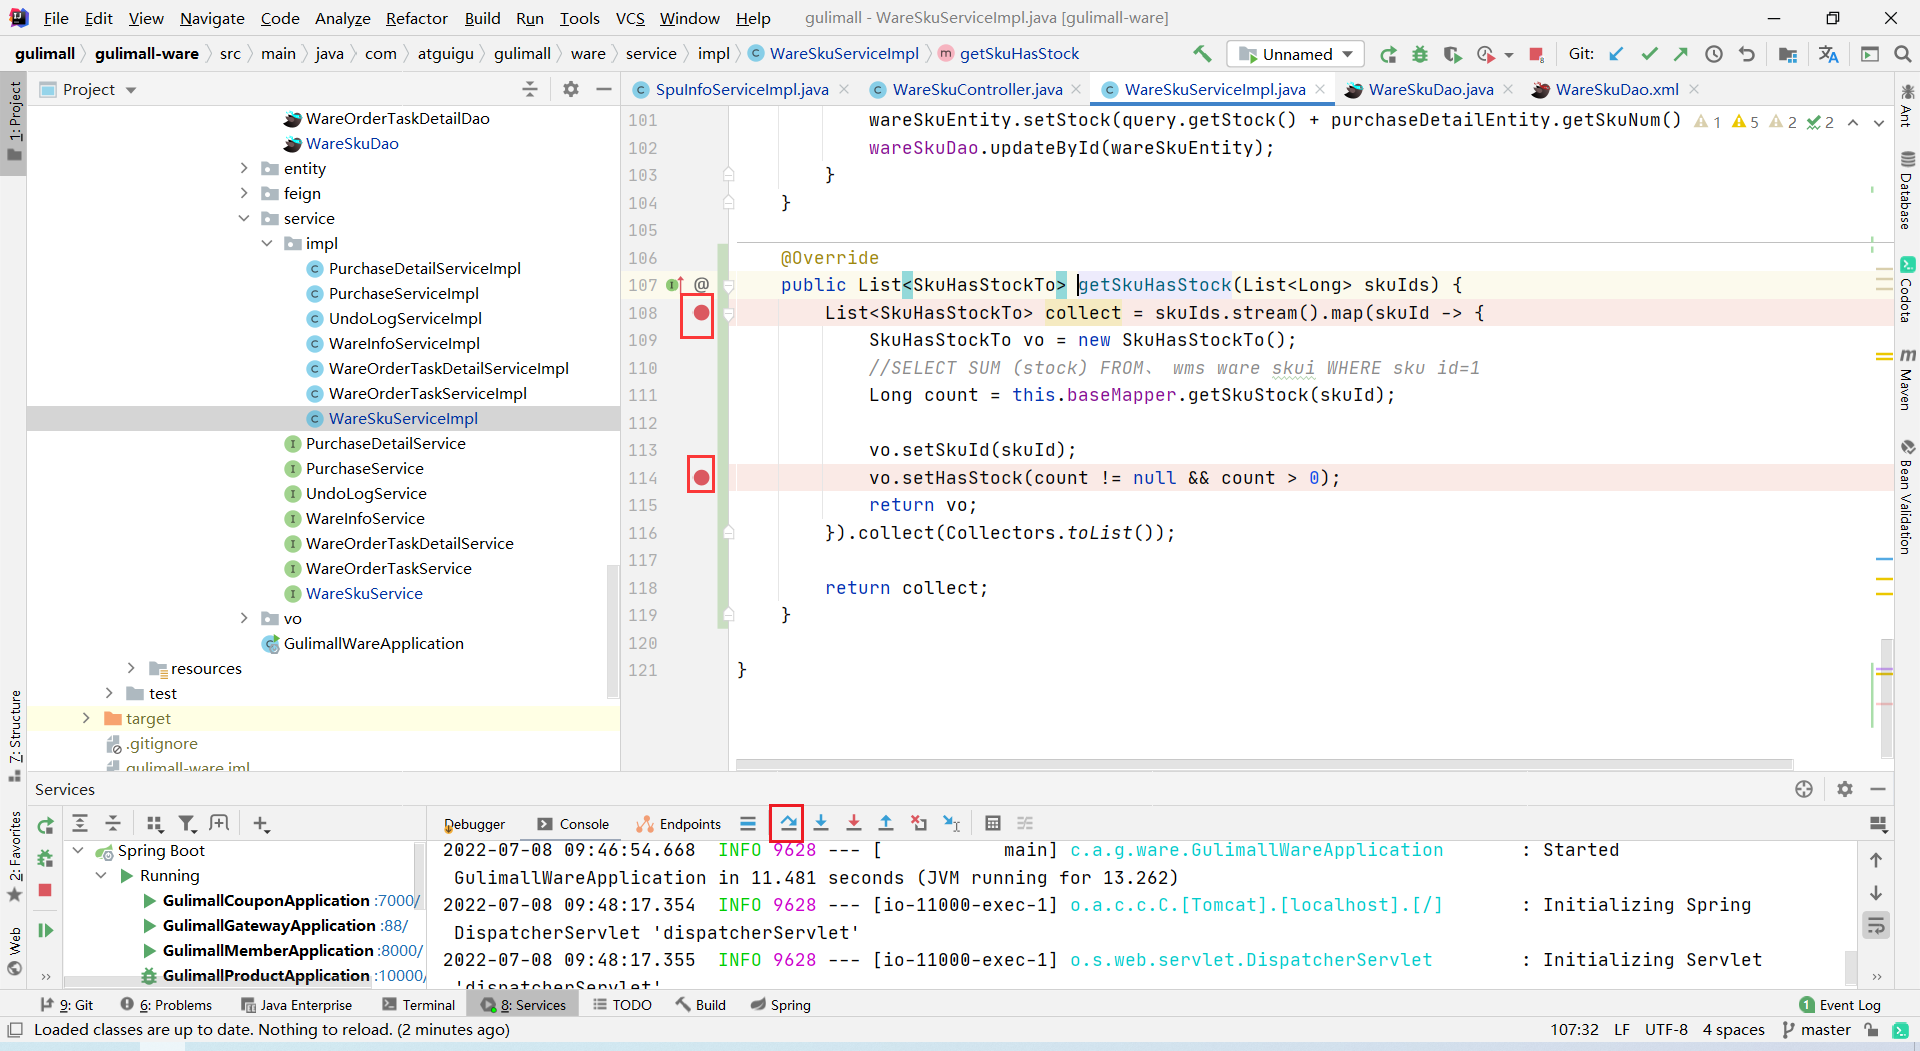 File Edit View Navigate Code Analyze Refactor Build Run Tools VCS Window Help gulimall - WareSkuServiceImpl.java [gulimall-ware]
gulimall gulimall-ware src main java com atguigu gulimall ware service impl WareSkuServiceImpl getSkuHasStock Unnamed Git:
Project SpuInfoServiceImpl.java WareSkuController.java WareSkuServiceImpl.java WareSkuDao.java WareSkuDao.xml
1: Project
7: Structure
2: Favorites
Web
WareOrderTaskDetailDao
WareSkuDao
entity
feign
service
impl
PurchaseDetailServiceImpl
PurchaseServiceImpl
UndoLogServiceImpl
WareInfoServiceImpl
WareOrderTaskDetailServiceImpl
WareOrderTaskServiceImpl
WareSkuServiceImpl
PurchaseDetailService
PurchaseService
UndoLogService
WareInfoService
WareOrderTaskDetailService
WareOrderTaskService
WareSkuService
vo
GulimallWareApplication
resources
test
target
.gitignore
gulimall-ware.iml
101 wareSkuEntity.setStock(query.getStock() + purchaseDetailEntity.getSkuNum() 1 5 2 2
102 wareSkuDao.updateById(wareSkuEntity);
103 }
104 }
105
106 @Override
107 @ public List<SkuHasStockTo> getSkuHasStock(List<Long> skuIds) {
108 List<SkuHasStockTo> collect = skuIds.stream().map(skuId -> {
109 SkuHasStockTo vo = new SkuHasStockTo();
110 //SELECT SUM (stock) FROM、 wms ware skui WHERE sku id=1
111 Long count = this.baseMapper.getSkuStock(skuId);
112
113 vo.setSkuId(skuId);
114 vo.setHasStock(count != null && count > 0);
115 return vo;
116 }).collect(Collectors.toList());
117
118 return collect;
119 }
120
121 }
Ant
Database
Codota
Maven
Bean Validation
Services
Debugger Console Endpoints
Spring Boot
Running
GulimallCouponApplication :7000/
GulimallGatewayApplication :88/
GulimallMemberApplication :8000/
GulimallProductApplication :10000/
2022-07-08 09:46:54.668 INFO 9628 --- [ main] c.a.g.ware.GulimallWareApplication : Started
GulimallWareApplication in 11.481 seconds (JVM running for 13.262)
2022-07-08 09:48:17.354 INFO 9628 --- [io-11000-exec-1] o.a.c.c.C.[Tomcat].[localhost].[/] : Initializing Spring
DispatcherServlet 'dispatcherServlet'
2022-07-08 09:48:17.355 INFO 9628 --- [io-11000-exec-1] o.s.web.servlet.DispatcherServlet : Initializing Servlet
'dispatcherServlet'
9: Git 6: Problems Java Enterprise Terminal 8: Services TODO Build Spring 1 Event Log
Loaded classes are up to date. Nothing to reload. (2 minutes ago) 107:32 LF UTF-8 4 spaces master